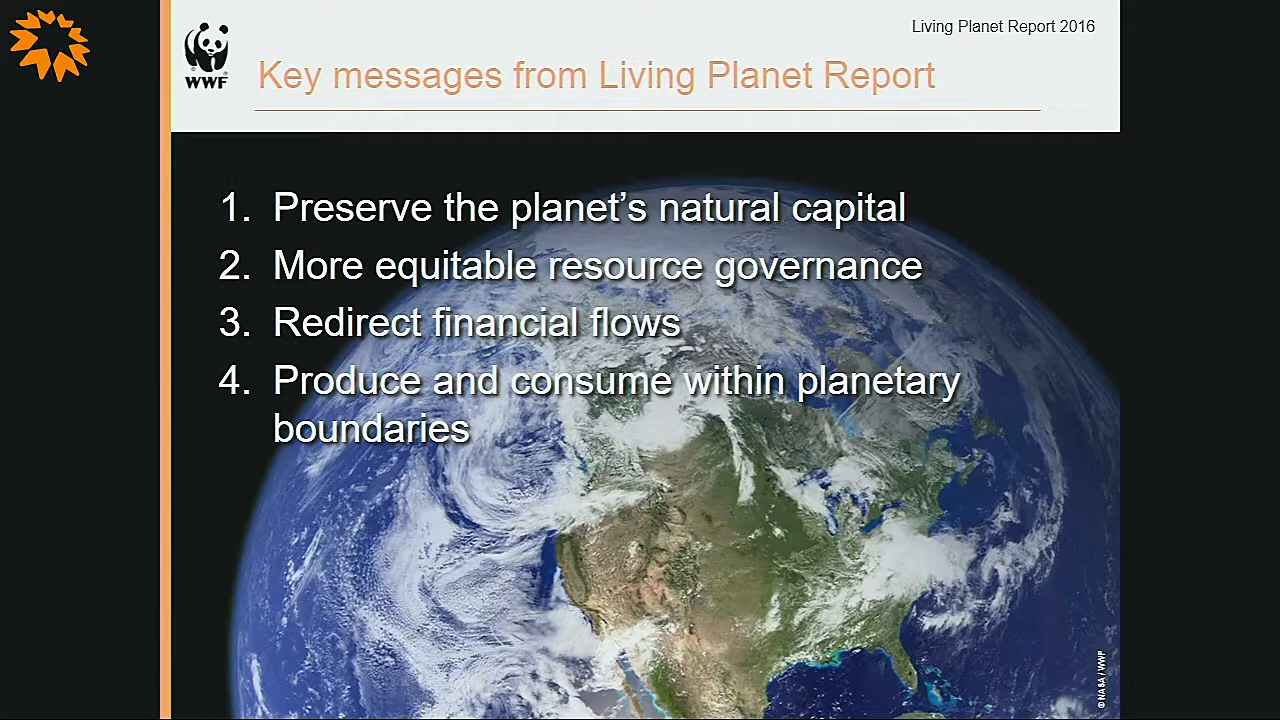 Living Planet Report 2016
WWF
Key messages from Living Planet Report
1. Preserve the planet’s natural capital
2. More equitable resource governance
3. Redirect financial flows
4. Produce and consume within planetary
boundaries
© NASA / WWF